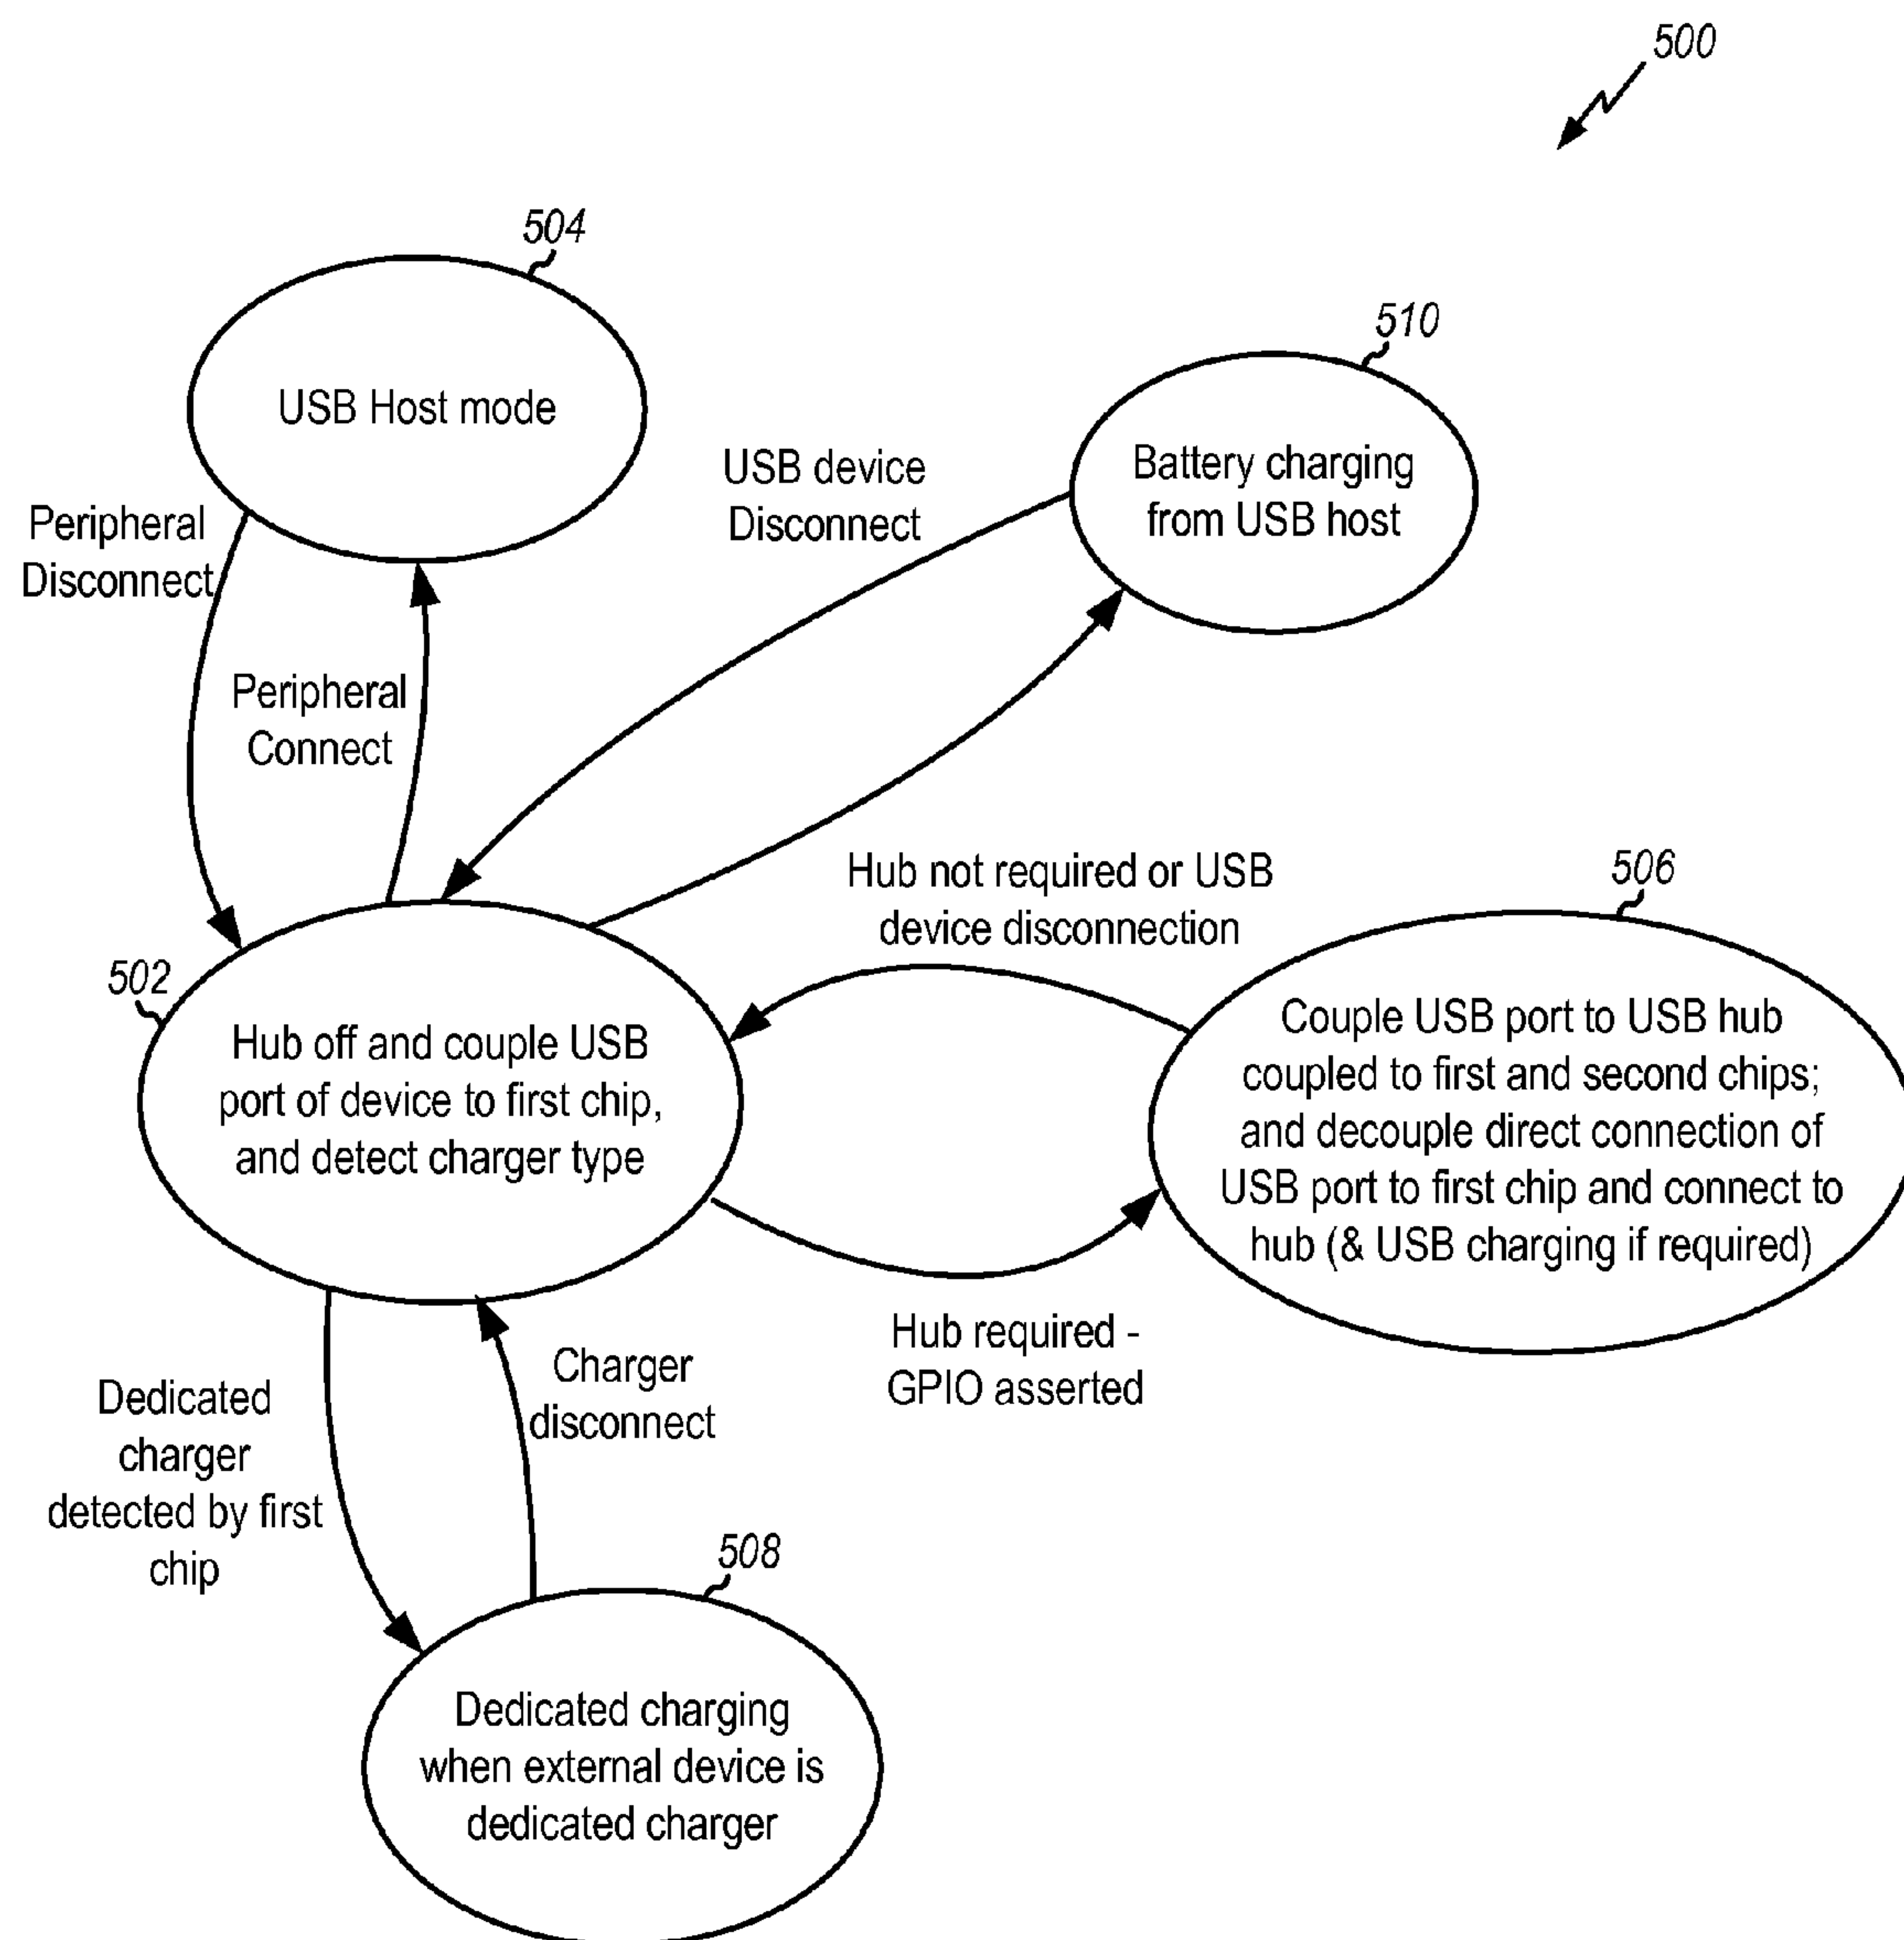 500
504
USB Host mode
510
Battery charging
from USB host
USB device
Disconnect
Peripheral
Disconnect
Peripheral
Connect
Hub not required or USB
device disconnection
506
Couple USB port to USB hub
coupled to first and second chips;
and decouple direct connection of
USB port to first chip and connect to
hub (& USB charging if required)
502
Hub off and couple USB
port of device to first chip,
and detect charger type
Hub required -
GPIO asserted
Charger
disconnect
Dedicated
charger
detected by first
chip
508
Dedicated charging
when external device is
dedicated charger